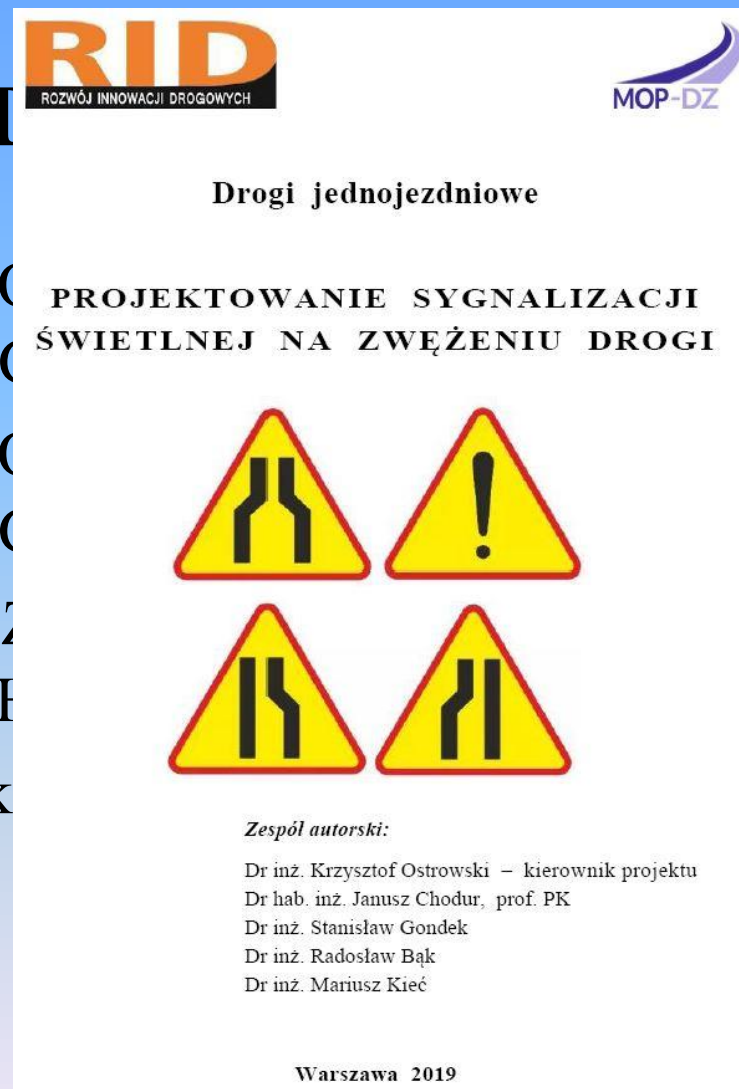 RID
ROZWÓJ INNOWACJI DROGOWYCH
MOP-DZ
Drogi jednojezdniowe
PROJEKTOWANIE SYGNALIZACJI
ŚWIETLNEJ NA ZWĘŻENIU DROGI
Zespół autorski:
Dr inż. Krzysztof Ostrowski – kierownik projektu
Dr hab. inż. Janusz Chodur, prof. PK
Dr inż. Stanisław Gondek
Dr inż. Radosław Bąk
Dr inż. Mariusz Kieć
Warszawa 2019